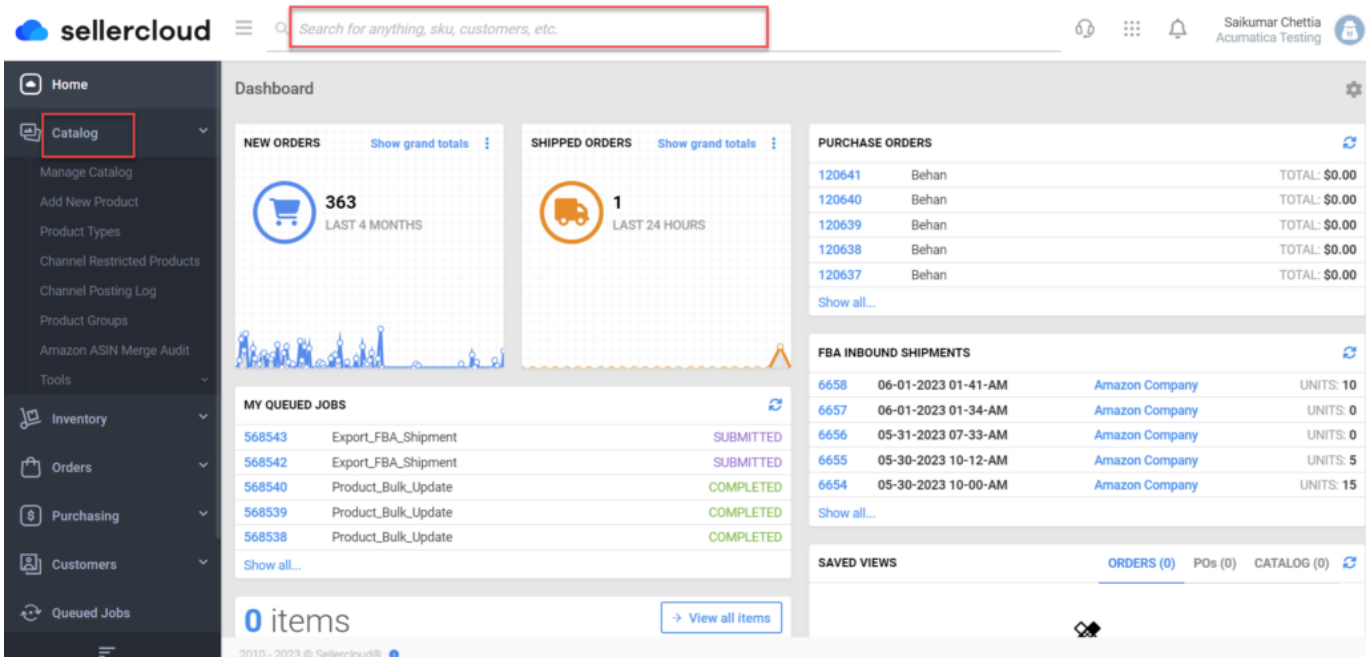 sellercloud
Search for anything, sku, customers, etc.
Saikumar Chettia
Acumatica Testing
Home
Catalog
Manage Catalog
Add New Product
Product Types
Channel Restricted Products
Channel Posting Log
Product Groups
Amazon ASIN Merge Audit
Tools
Inventory
Orders
Purchasing
Customers
Queued Jobs
Dashboard
NEW ORDERS Show grand totals
363
LAST 4 MONTHS
SHIPPED ORDERS Show grand totals
1
LAST 24 HOURS
MY QUEUED JOBS
568543 Export_FBA_Shipment SUBMITTED
568542 Export_FBA_Shipment SUBMITTED
568540 Product_Bulk_Update COMPLETED
568539 Product_Bulk_Update COMPLETED
568538 Product_Bulk_Update COMPLETED
Show all...
0 items
View all items
PURCHASE ORDERS
120641 Behan TOTAL: $0.00
120640 Behan TOTAL: $0.00
120639 Behan TOTAL: $0.00
120638 Behan TOTAL: $0.00
120637 Behan TOTAL: $0.00
Show all...
FBA INBOUND SHIPMENTS
6658 06-01-2023 01-41-AM Amazon Company UNITS: 10
6657 06-01-2023 01-34-AM Amazon Company UNITS: 0
6656 05-31-2023 07-33-AM Amazon Company UNITS: 0
6655 05-30-2023 10-12-AM Amazon Company UNITS: 5
6654 05-30-2023 10-00-AM Amazon Company UNITS: 15
Show all...
SAVED VIEWS ORDERS (0) POs (0) CATALOG (0)
2010 - 2023 © Sellercloud®